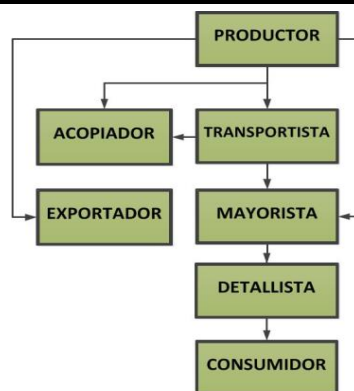 PRODUCTOR
ACOPIADOR
TRANSPORTISTA
EXPORTADOR
MAYORISTA
DETALLISTA
CONSUMIDOR